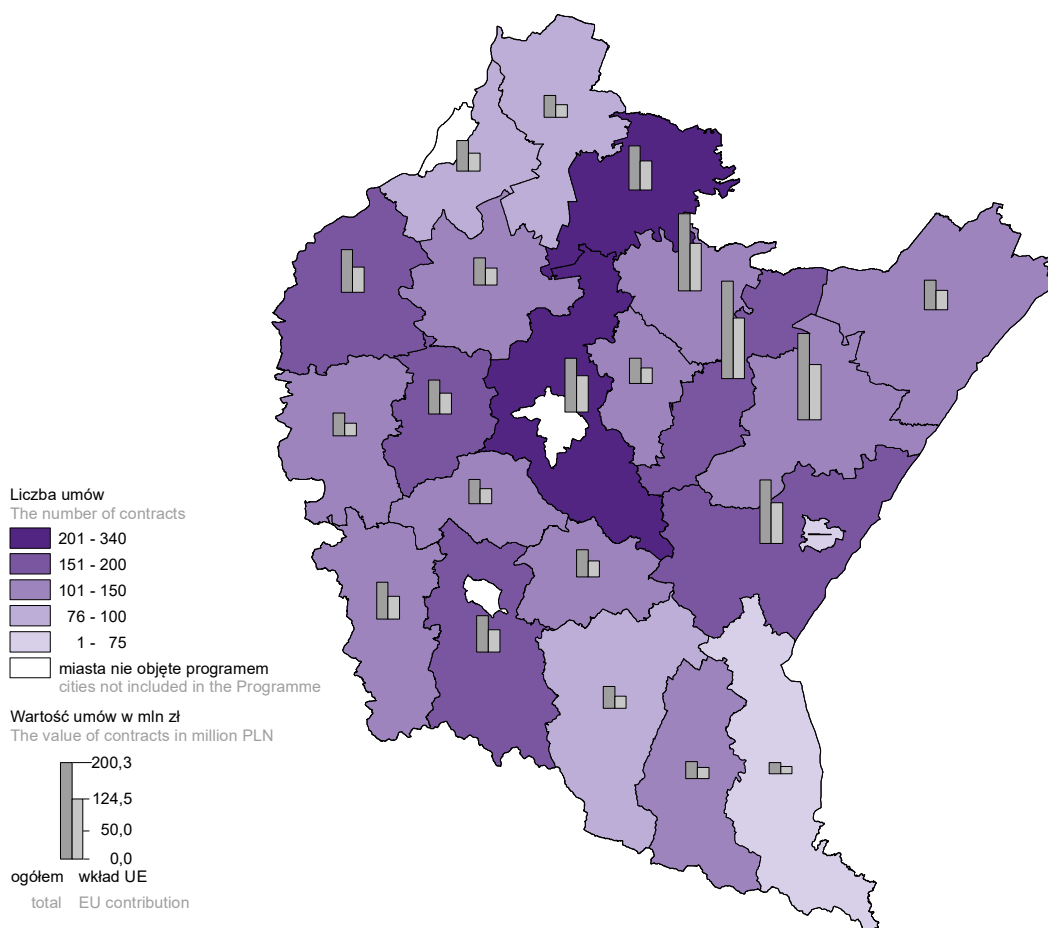 Liczba umów
The number of contracts
201 - 340
151 - 200
101 - 150
76 - 100
1 - 75
miasta nie objęte programem
cities not included in the Programme
Wartość umów w mln zł
The value of contracts in million PLN
200,3
124,5
50,0
0,0
ogółem wkład UE
total EU contribution